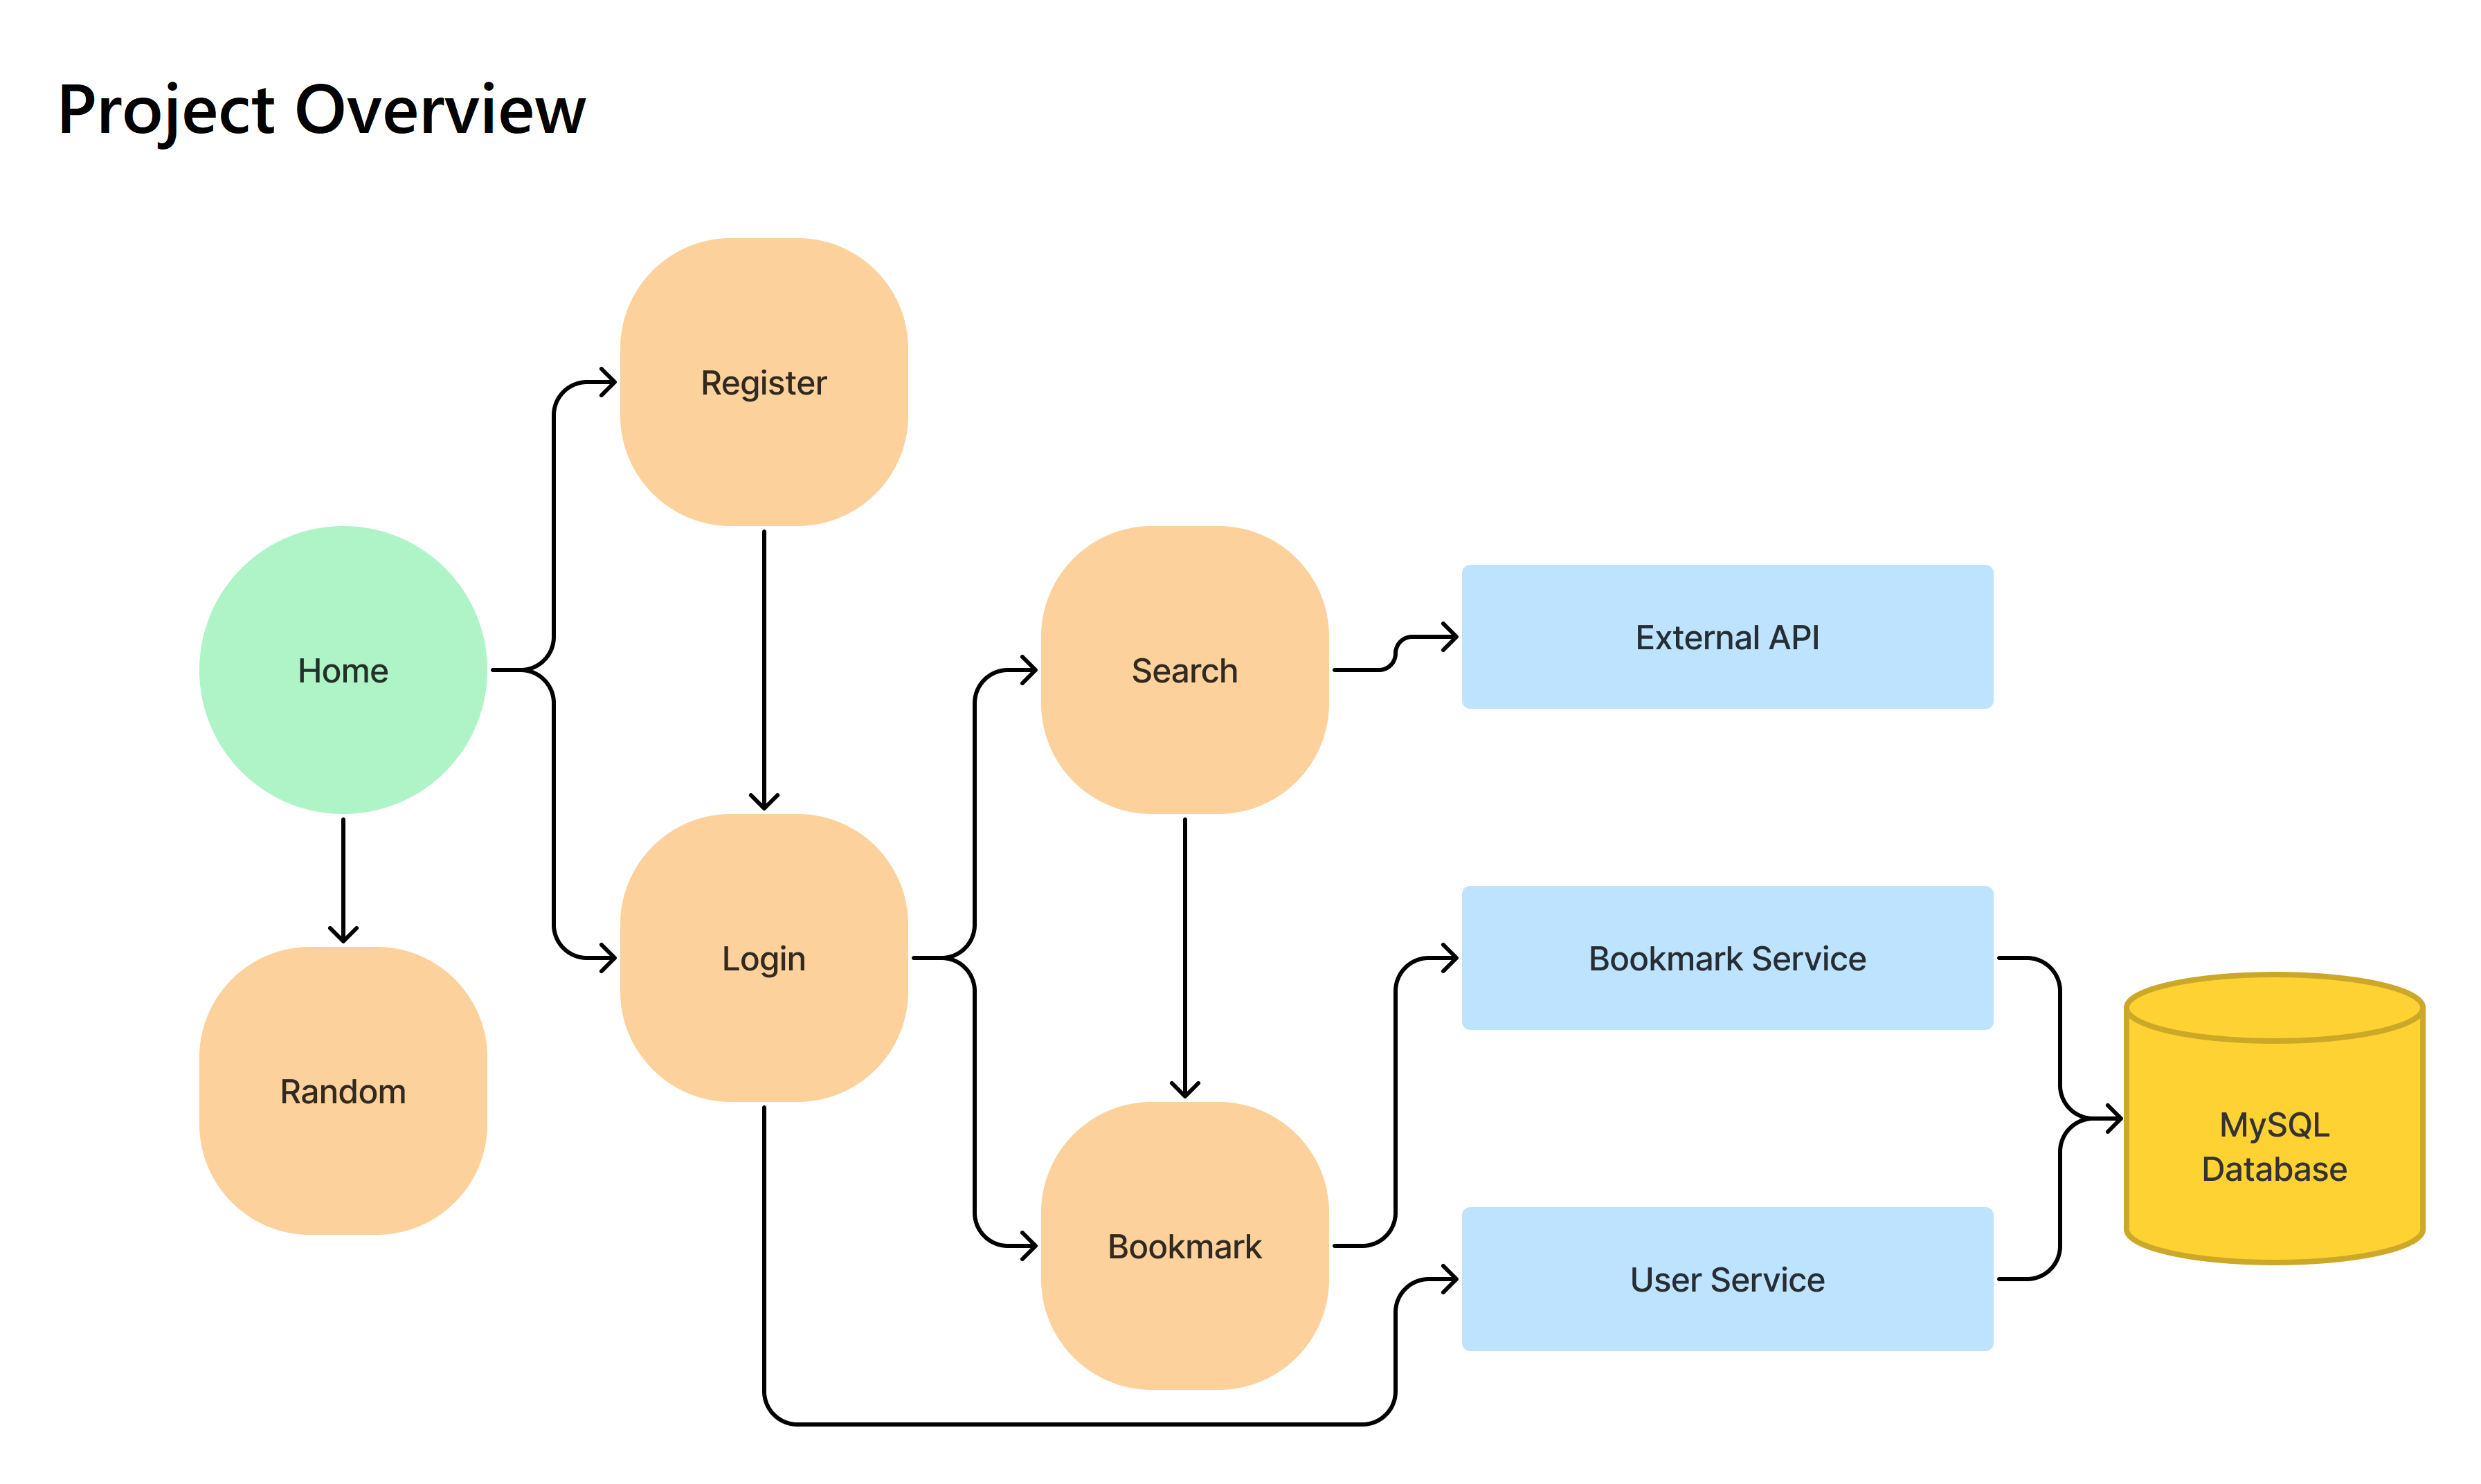 Project Overview
Register
Home
Search
External API
Login
Bookmark Service
Random
MySQL
Database
Bookmark
User Service